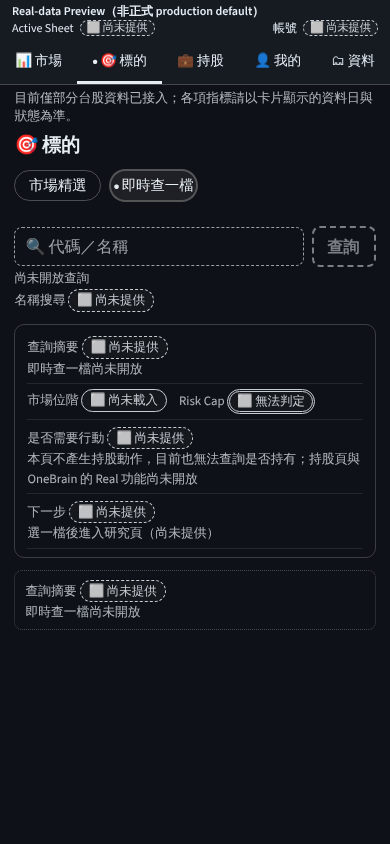 Real-data Preview（非正式 production default）
Active Sheet ⬜ 尚未提供 帳號 ⬜ 尚未提供
📊 市場 • 🎯 標的 💼 持股 👤 我的 🗂 資料
目前僅部分台股資料已接入；各項指標請以卡片顯示的資料日與
狀態為準。
🎯 標的
市場精選 • 即時查一檔
🔍 代碼／名稱 查詢
尚未開放查詢
名稱搜尋 ⬜ 尚未提供
查詢摘要 ⬜ 尚未提供
即時查一檔尚未開放
市場位階 ⬜ 尚未載入 Risk Cap ⬜ 無法判定
是否需要行動 ⬜ 尚未提供
本頁不產生持股動作，目前也無法查詢是否持有；持股頁與
OneBrain 的 Real 功能尚未開放
下一步 ⬜ 尚未提供
選一檔後進入研究頁（尚未提供）
查詢摘要 ⬜ 尚未提供
即時查一檔尚未開放